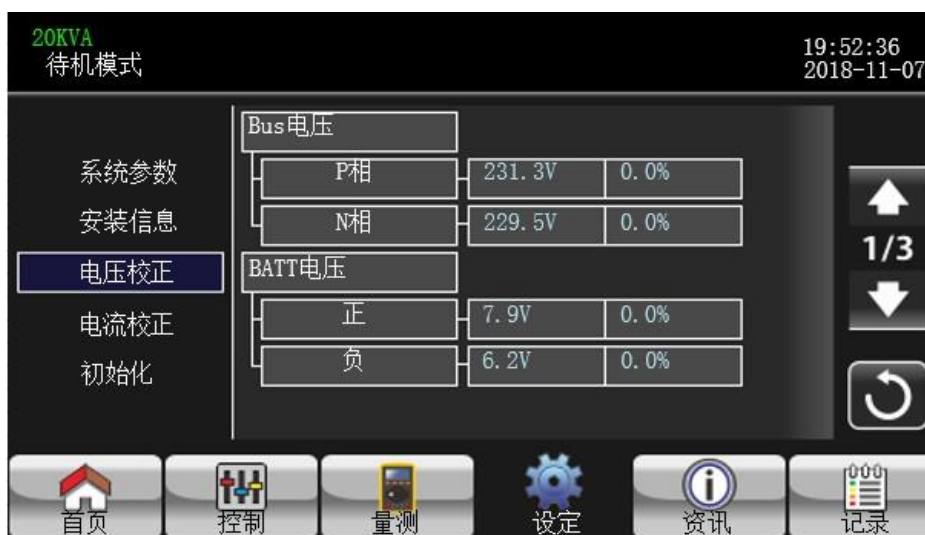 20KVA
待机模式
19:52:36
2018-11-07
系统参数
安装信息
电压校正
电流校正
初始化
Bus电压
P相 231.3V 0.0%
N相 229.5V 0.0%
BATT电压
正 7.9V 0.0%
负 6.2V 0.0%
1/3
首页
控制
量测
设定
资讯
记录